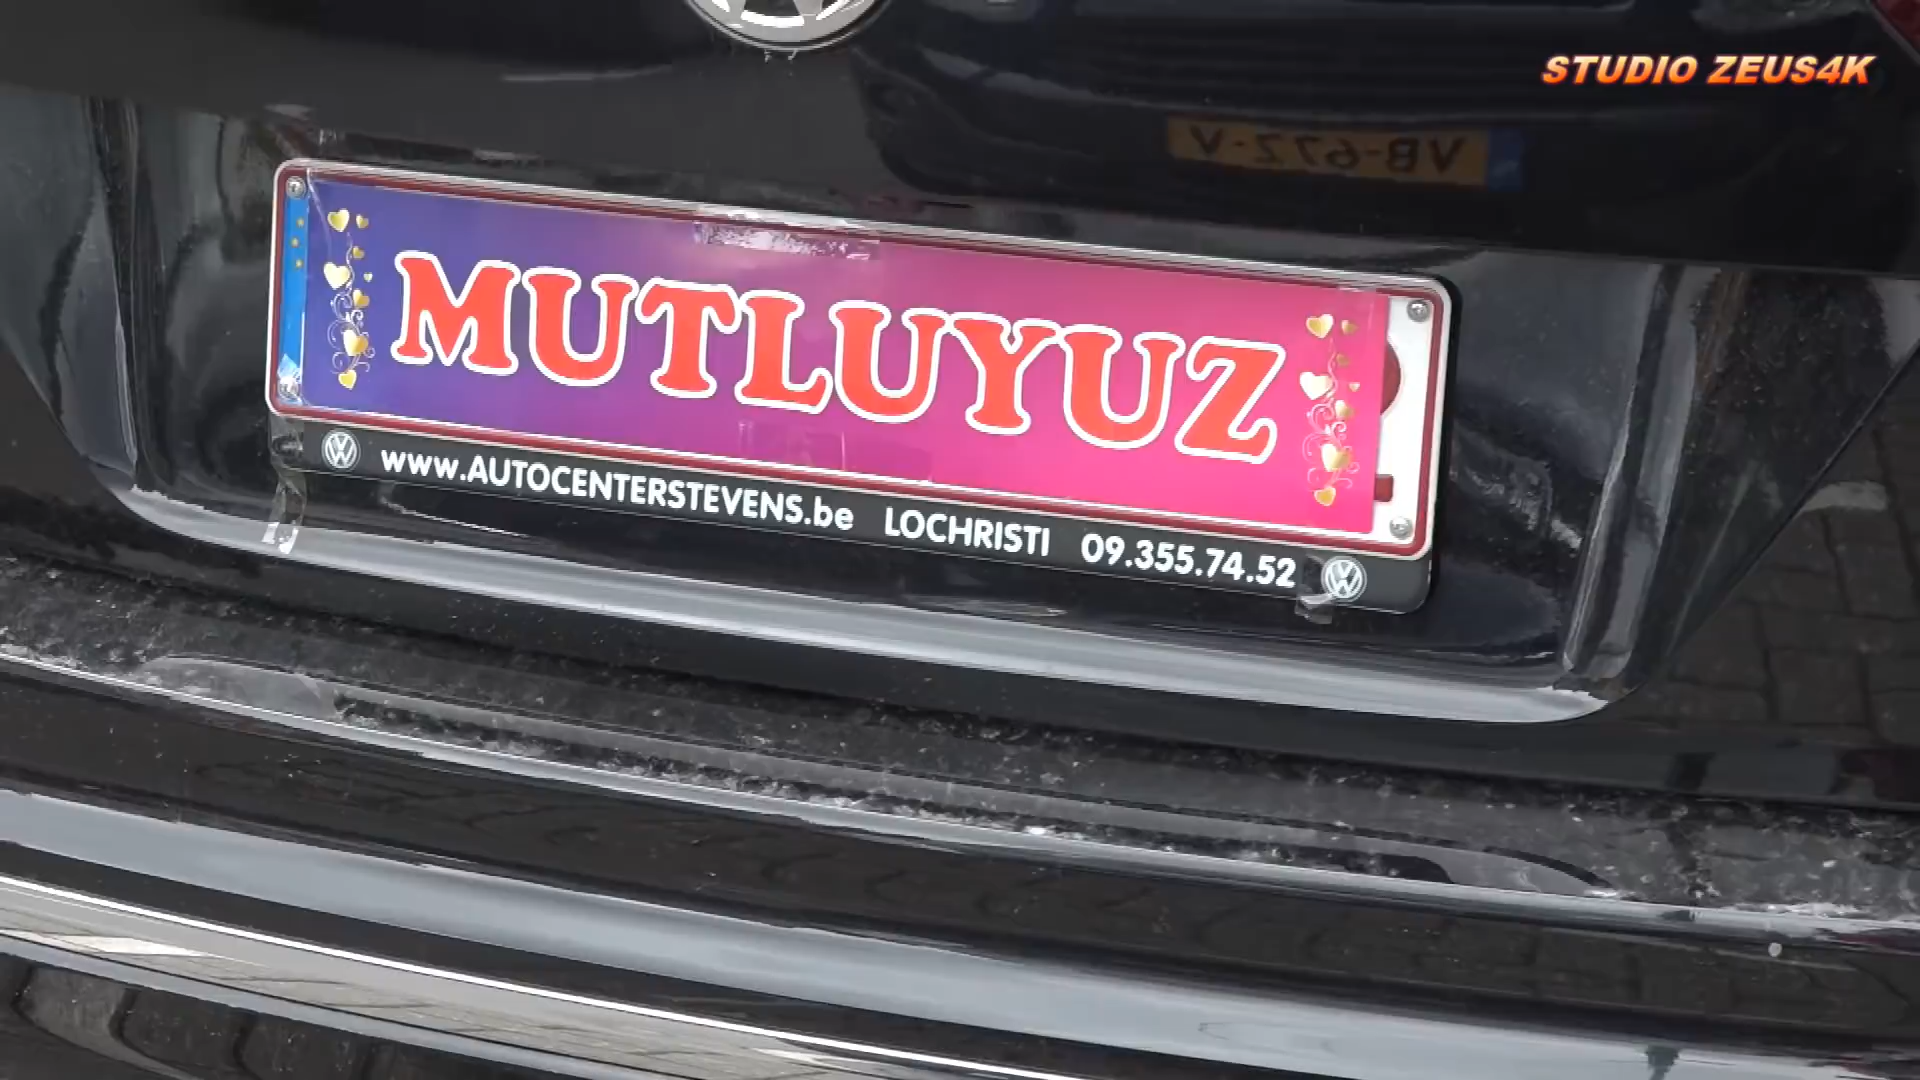 STUDIO ZEUS4K
VB-672-V
MUTLUYUZ
www.AUTOCENTERSTEVENS.be LOCHRISTI 09.355.74.52